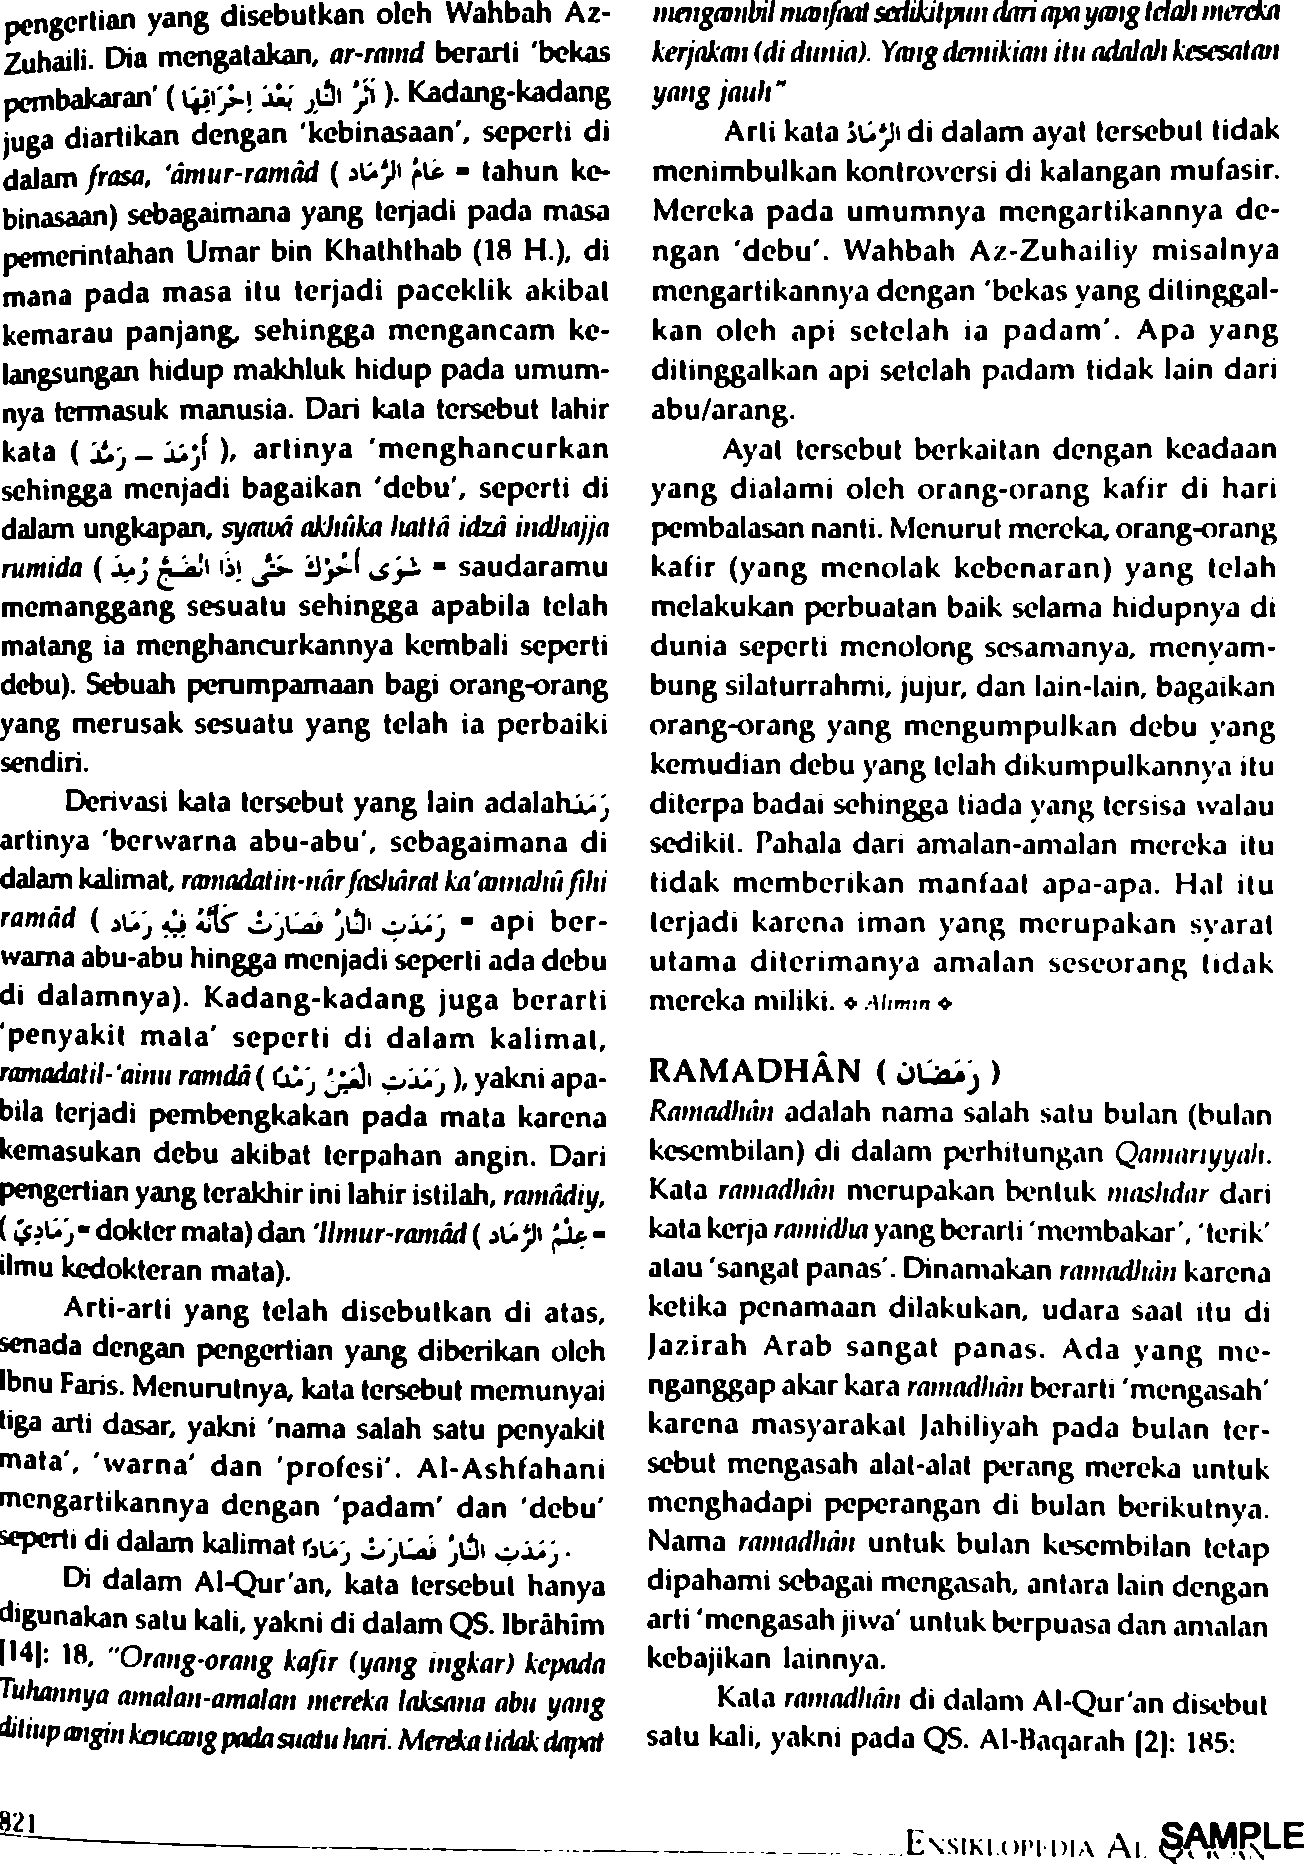 pengertian yang disebutkan oleh Wahbah Az-
Zuhaili. Dia mengatakan, ar-ramd berarti 'bekas
pembakaran' ( أَثَرُ النَّارِ بَعْدَ إِحْرَاقِهَا ). Kadang-kadang
juga diartikan dengan 'kebinasaan', seperti di
dalam frasa, 'âmur-ramâd ( عَامُ الرَّمَادِ = tahun ke-
binasaan) sebagaimana yang terjadi pada masa
pemerintahan Umar bin Khaththab (18 H.), di
mana pada masa itu terjadi paceklik akibat
kemarau panjang, sehingga mengancam ke-
langsungan hidup makhluk hidup pada umum-
nya termasuk manusia. Dari kata tersebut lahir
kata ( أَرْمَدَ – رَمَّدَ ), artinya 'menghancurkan
sehingga menjadi bagaikan 'debu', seperti di
dalam ungkapan, syawâ akhûka hattâ idzâ indhajja
rumida ( شَوَى أَخُوْكَ حَتَّى إِذَا انْضَجَّ رُمِدَ = saudaramu
memanggang sesuatu sehingga apabila telah
matang ia menghancurkannya kembali seperti
debu). Sebuah perumpamaan bagi orang-orang
yang merusak sesuatu yang telah ia perbaiki
sendiri.
Derivasi kata tersebut yang lain adalah رَمِدَ
artinya 'berwarna abu-abu', sebagaimana di
dalam kalimat, ramadatin-nâr fashârat ka'annahû fîhi
ramâd ( رَمَدَتِ النَّارُ فَصَارَتْ كَأَنَّهُ فِيْهِ رَمَاد = api ber-
warna abu-abu hingga menjadi seperti ada debu
di dalamnya). Kadang-kadang juga berarti
'penyakit mata' seperti di dalam kalimat,
ramadatil-'ainu ramdâ ( رَمَدَتِ الْعَيْنُ رَمْدًا ), yakni apa-
bila terjadi pembengkakan pada mata karena
kemasukan debu akibat terpahan angin. Dari
pengertian yang terakhir ini lahir istilah, ramâdiy,
( رَمَادِيْ = dokter mata) dan 'Ilmur-ramâd ( عِلْمُ الرَّمَاد =
ilmu kedokteran mata).
Arti-arti yang telah disebutkan di atas,
senada dengan pengertian yang diberikan oleh
Ibnu Faris. Menurutnya, kata tersebut memunyai
tiga arti dasar, yakni 'nama salah satu penyakit
mata', 'warna' dan 'profesi'. Al-Ashfahani
mengartikannya dengan 'padam' dan 'debu'
seperti di dalam kalimat رَمَدَتِ النَّارُ فَصَارَتْ رَمَادًا.
Di dalam Al-Qur'an, kata tersebut hanya
digunakan satu kali, yakni di dalam QS. Ibrâhîm
[14]: 18, "Orang-orang kafir (yang ingkar) kepada
Tuhannya amalan-amalan mereka laksana abu yang
ditiup angin kencang pada suatu hari. Mereka tidak dapat
mengambil manfaat sedikitpun dari apa yang telah mereka
kerjakan (di dunia). Yang demikian itu adalah kesesatan
yang jauh"
Arti kata الرَّمَادُ di dalam ayat tersebut tidak
menimbulkan kontroversi di kalangan mufasir.
Mereka pada umumnya mengartikannya de-
ngan 'debu'. Wahbah Az-Zuhailiy misalnya
mengartikannya dengan 'bekas yang ditinggal-
kan oleh api setelah ia padam'. Apa yang
ditinggalkan api setelah padam tidak lain dari
abu/arang.
Ayat tersebut berkaitan dengan keadaan
yang dialami oleh orang-orang kafir di hari
pembalasan nanti. Menurut mereka, orang-orang
kafir (yang menolak kebenaran) yang telah
melakukan perbuatan baik selama hidupnya di
dunia seperti menolong sesamanya, menyam-
bung silaturrahmi, jujur, dan lain-lain, bagaikan
orang-orang yang mengumpulkan debu yang
kemudian debu yang telah dikumpulkannya itu
diterpa badai sehingga tiada yang tersisa walau
sedikit. Pahala dari amalan-amalan mereka itu
tidak memberikan manfaat apa-apa. Hal itu
terjadi karena iman yang merupakan syarat
utama diterimanya amalan seseorang tidak
mereka miliki. ❖ Alimin ❖
RAMADHÂN ( رَمَضَان )
Ramadhân adalah nama salah satu bulan (bulan
kesembilan) di dalam perhitungan Qamariyyah.
Kata ramadhân merupakan bentuk mashdar dari
kata kerja ramidha yang berarti 'membakar', 'terik'
atau 'sangat panas'. Dinamakan ramadhân karena
ketika penamaan dilakukan, udara saat itu di
Jazirah Arab sangat panas. Ada yang me-
nganggap akar kara ramadhân berarti 'mengasah'
karena masyarakat Jahiliyah pada bulan ter-
sebut mengasah alat-alat perang mereka untuk
menghadapi peperangan di bulan berikutnya.
Nama ramadhân untuk bulan kesembilan tetap
dipahami sebagai mengasah, antara lain dengan
arti 'mengasah jiwa' untuk berpuasa dan amalan
kebajikan lainnya.
Kata ramadhân di dalam Al-Qur'an disebut
satu kali, yakni pada QS. Al-Baqarah [2]: 185:
821
ENSIKLOPEDIA AL QUR'AN
SAMPLE